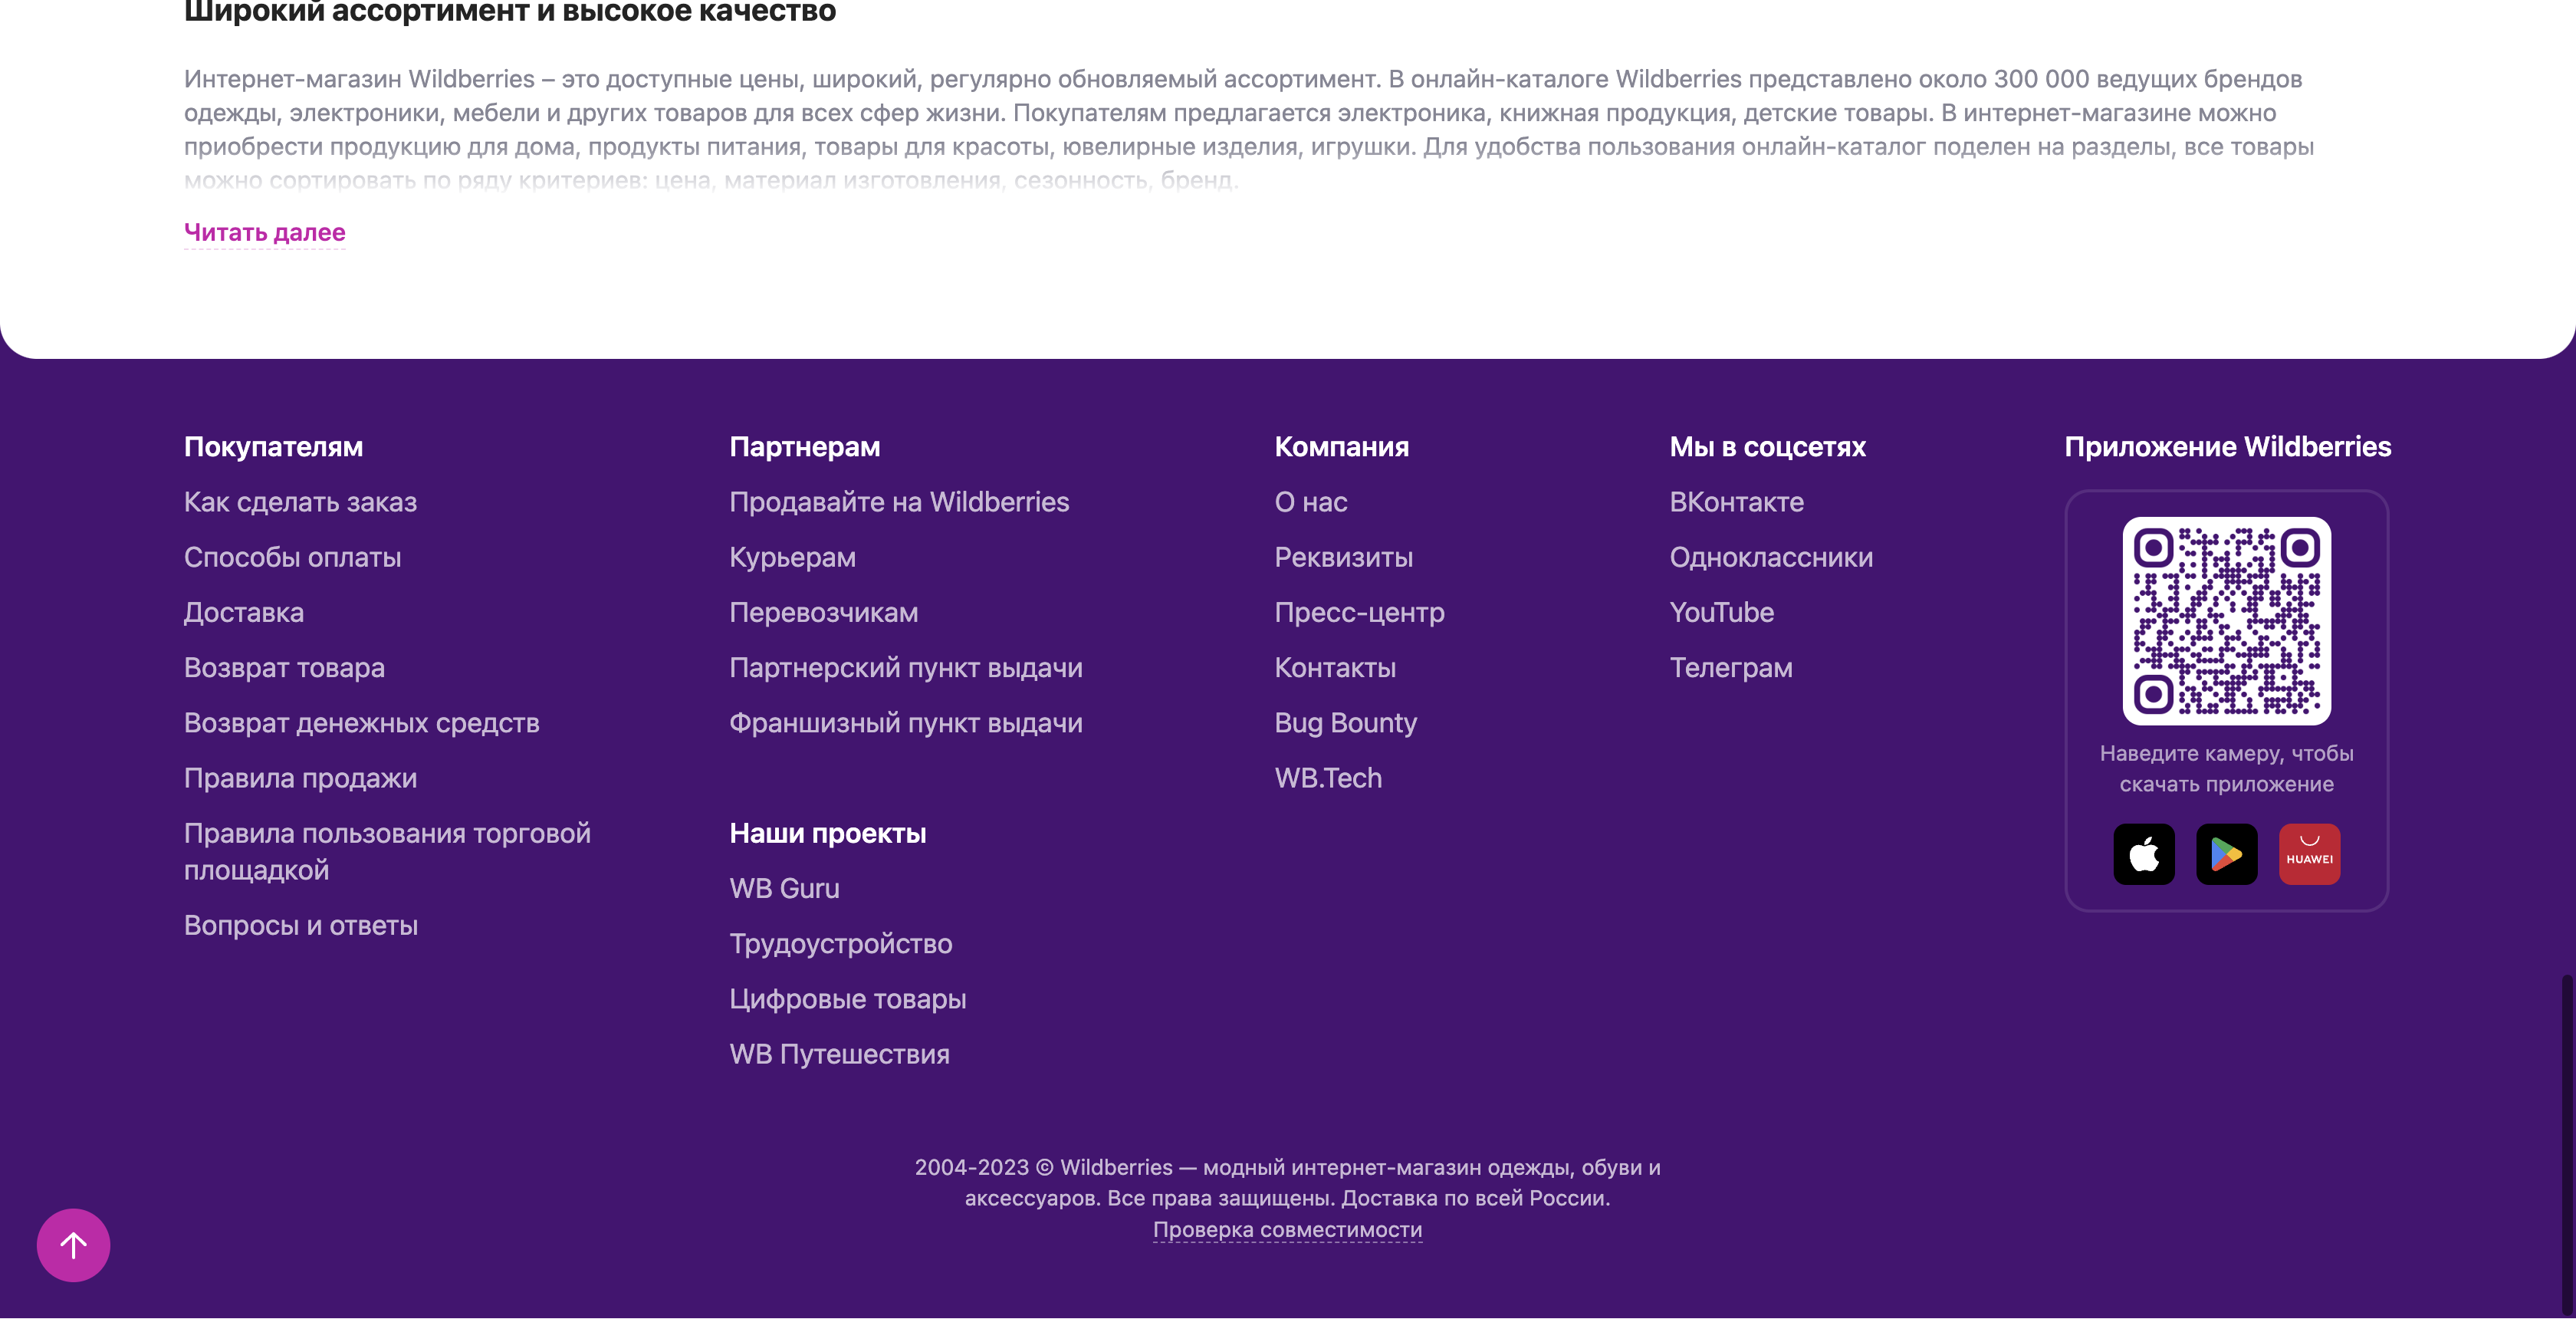 Широкий ассортимент и высокое качество
Интернет-магазин Wildberries – это доступные цены, широкий, регулярно обновляемый ассортимент. В онлайн-каталоге Wildberries представлено около 300 000 ведущих брендов
одежды, электроники, мебели и других товаров для всех сфер жизни. Покупателям предлагается электроника, книжная продукция, детские товары. В интернет-магазине можно
приобрести продукцию для дома, продукты питания, товары для красоты, ювелирные изделия, игрушки. Для удобства пользования онлайн-каталог поделен на разделы, все товары
можно сортировать по ряду критериев: цена, материал изготовления, сезонность, бренд.
Читать далее
Покупателям
Как сделать заказ
Способы оплаты
Доставка
Возврат товара
Возврат денежных средств
Правила продажи
Правила пользования торговой
площадкой
Вопросы и ответы
Партнерам
Продавайте на Wildberries
Курьерам
Перевозчикам
Партнерский пункт выдачи
Франшизный пункт выдачи
Наши проекты
WB Guru
Трудоустройство
Цифровые товары
WB Путешествия
Компания
О нас
Реквизиты
Пресс-центр
Контакты
Bug Bounty
WB.Tech
Мы в соцсетях
ВКонтакте
Одноклассники
YouTube
Телеграм
Приложение Wildberries
Наведите камеру, чтобы
скачать приложение
HUAWEI
2004-2023 © Wildberries — модный интернет-магазин одежды, обуви и
аксессуаров. Все права защищены. Доставка по всей России.
Проверка совместимости